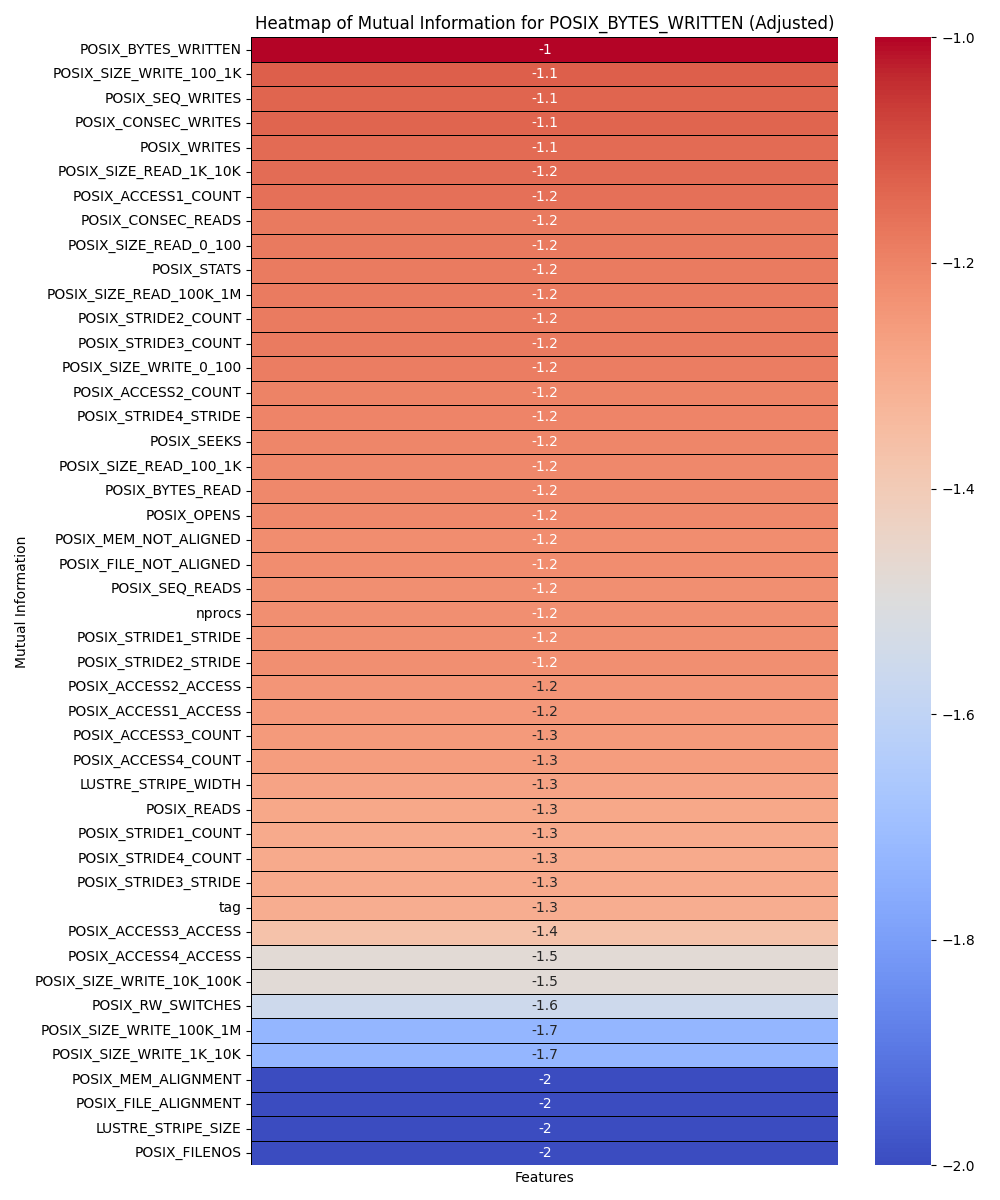 Heatmap of Mutual Information for POSIX_BYTES_WRITTEN (Adjusted)
POSIX_BYTES_WRITTEN -1
POSIX_SIZE_WRITE_100_1K -1.1
POSIX_SEQ_WRITES -1.1
POSIX_CONSEC_WRITES -1.1
POSIX_WRITES -1.1
POSIX_SIZE_READ_1K_10K -1.2
POSIX_ACCESS1_COUNT -1.2
POSIX_CONSEC_READS -1.2
POSIX_SIZE_READ_0_100 -1.2
POSIX_STATS -1.2
POSIX_SIZE_READ_100K_1M -1.2
POSIX_STRIDE2_COUNT -1.2
POSIX_STRIDE3_COUNT -1.2
POSIX_SIZE_WRITE_0_100 -1.2
POSIX_ACCESS2_COUNT -1.2
POSIX_STRIDE4_STRIDE -1.2
POSIX_SEEKS -1.2
POSIX_SIZE_READ_100_1K -1.2
POSIX_BYTES_READ -1.2
POSIX_OPENS -1.2
POSIX_MEM_NOT_ALIGNED -1.2
POSIX_FILE_NOT_ALIGNED -1.2
POSIX_SEQ_READS -1.2
nprocs -1.2
POSIX_STRIDE1_STRIDE -1.2
POSIX_STRIDE2_STRIDE -1.2
POSIX_ACCESS2_ACCESS -1.2
POSIX_ACCESS1_ACCESS -1.2
POSIX_ACCESS3_COUNT -1.3
POSIX_ACCESS4_COUNT -1.3
LUSTRE_STRIPE_WIDTH -1.3
POSIX_READS -1.3
POSIX_STRIDE1_COUNT -1.3
POSIX_STRIDE4_COUNT -1.3
POSIX_STRIDE3_STRIDE -1.3
tag -1.3
POSIX_ACCESS3_ACCESS -1.4
POSIX_ACCESS4_ACCESS -1.5
POSIX_SIZE_WRITE_10K_100K -1.5
POSIX_RW_SWITCHES -1.6
POSIX_SIZE_WRITE_100K_1M -1.7
POSIX_SIZE_WRITE_1K_10K -1.7
POSIX_MEM_ALIGNMENT -2
POSIX_FILE_ALIGNMENT -2
LUSTRE_STRIPE_SIZE -2
POSIX_FILENOS -2
Mutual Information
Features
−1.0
−1.2
−1.4
−1.6
−1.8
−2.0